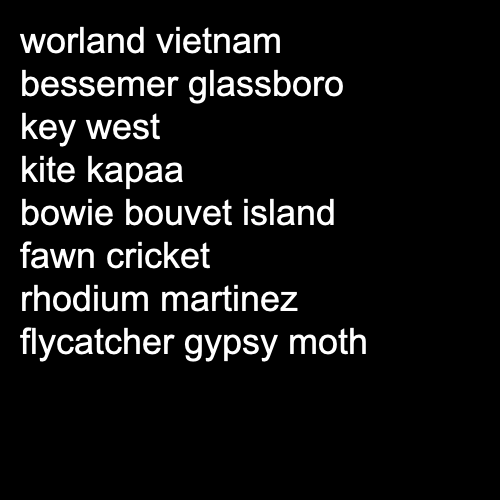 worland vietnam
bessemer glassboro
key west
kite kapaa
bowie bouvet island
fawn cricket
rhodium martinez
flycatcher gypsy moth